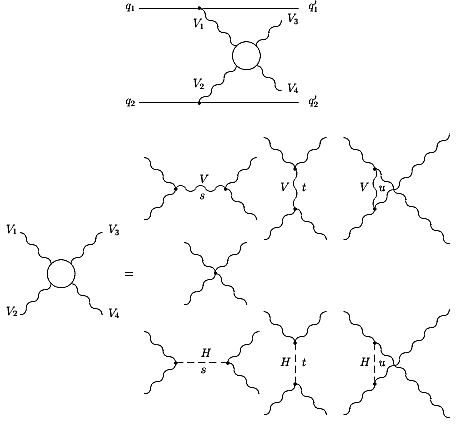 q₁ q₁′
V₁ V₃
V₂ V₄
q₂ q₂′
V
s
V t
V u
V₁ V₃
V₂ V₄
=
H
s
H t
H u